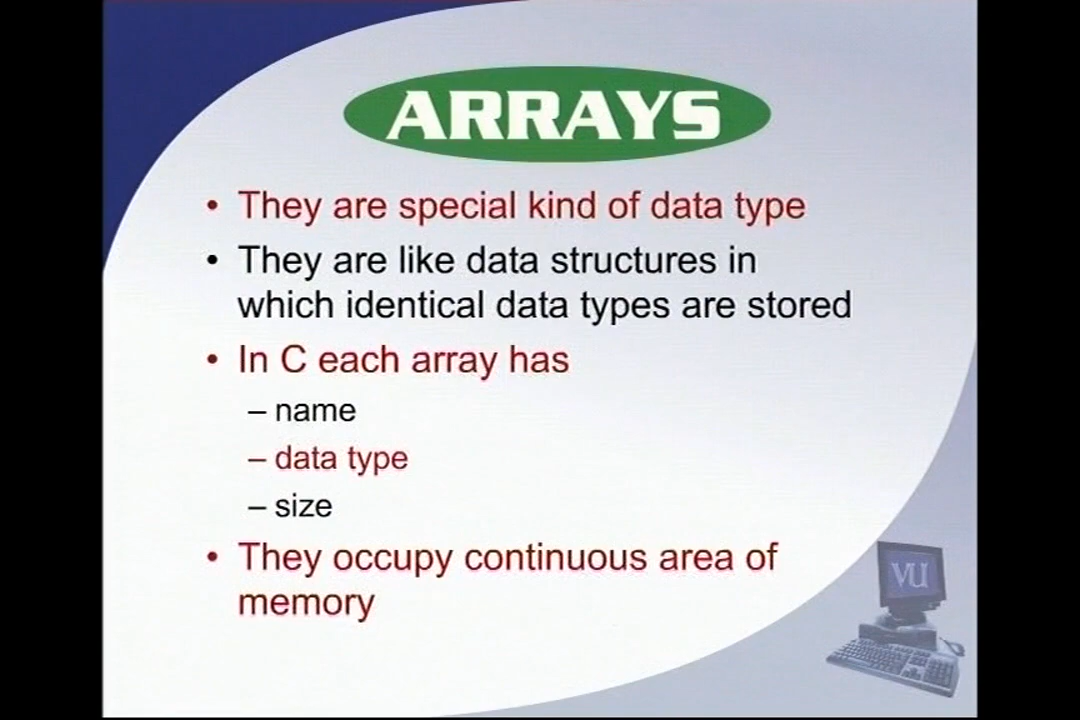 ARRAYS
• They are special kind of data type
• They are like data structures in
which identical data types are stored
• In C each array has
– name
– data type
– size
• They occupy continuous area of
memory
VU